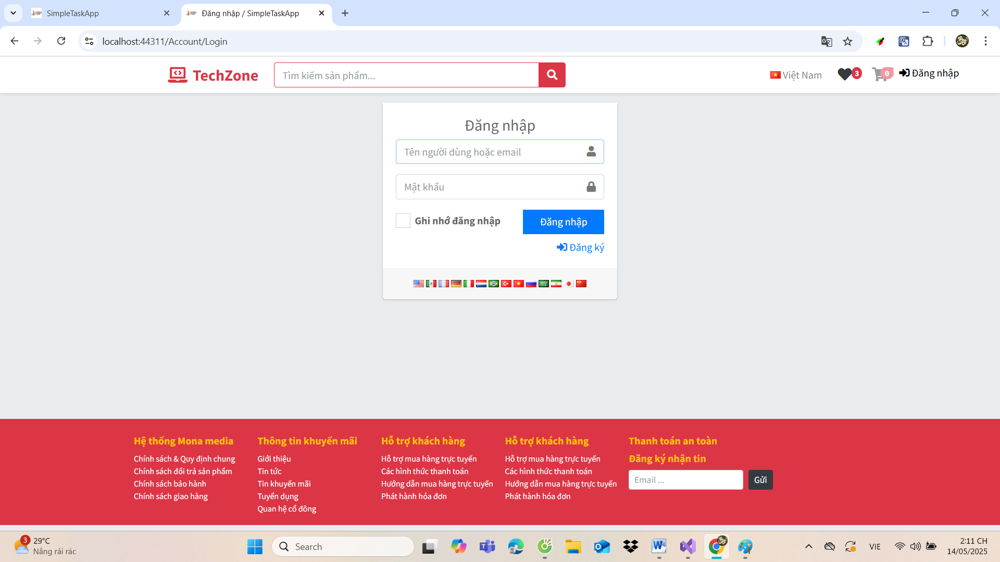 SimpleTaskApp
Đăng nhập / SimpleTaskApp
localhost:44311/Account/Login
TechZone
Tìm kiếm sản phẩm...
Việt Nam
3
0
Đăng nhập
Đăng nhập
Tên người dùng hoặc email
Mật khẩu
Ghi nhớ đăng nhập
Đăng nhập
Đăng ký
Hệ thống Mona media
Chính sách & Quy định chung
Chính sách đổi trả sản phẩm
Chính sách bảo hành
Chính sách giao hàng
Thông tin khuyến mãi
Giới thiệu
Tin tức
Tin khuyến mãi
Tuyển dụng
Quan hệ cổ đông
Hỗ trợ khách hàng
Hỗ trợ mua hàng trực tuyến
Các hình thức thanh toán
Hướng dẫn mua hàng trực tuyến
Phát hành hóa đơn
Hỗ trợ khách hàng
Hỗ trợ mua hàng trực tuyến
Các hình thức thanh toán
Hướng dẫn mua hàng trực tuyến
Phát hành hóa đơn
Thanh toán an toàn
Đăng ký nhận tin
Email ...
Gửi
3
29°C
Nắng rải rác
Search
VIE
2:11 CH
14/05/2025